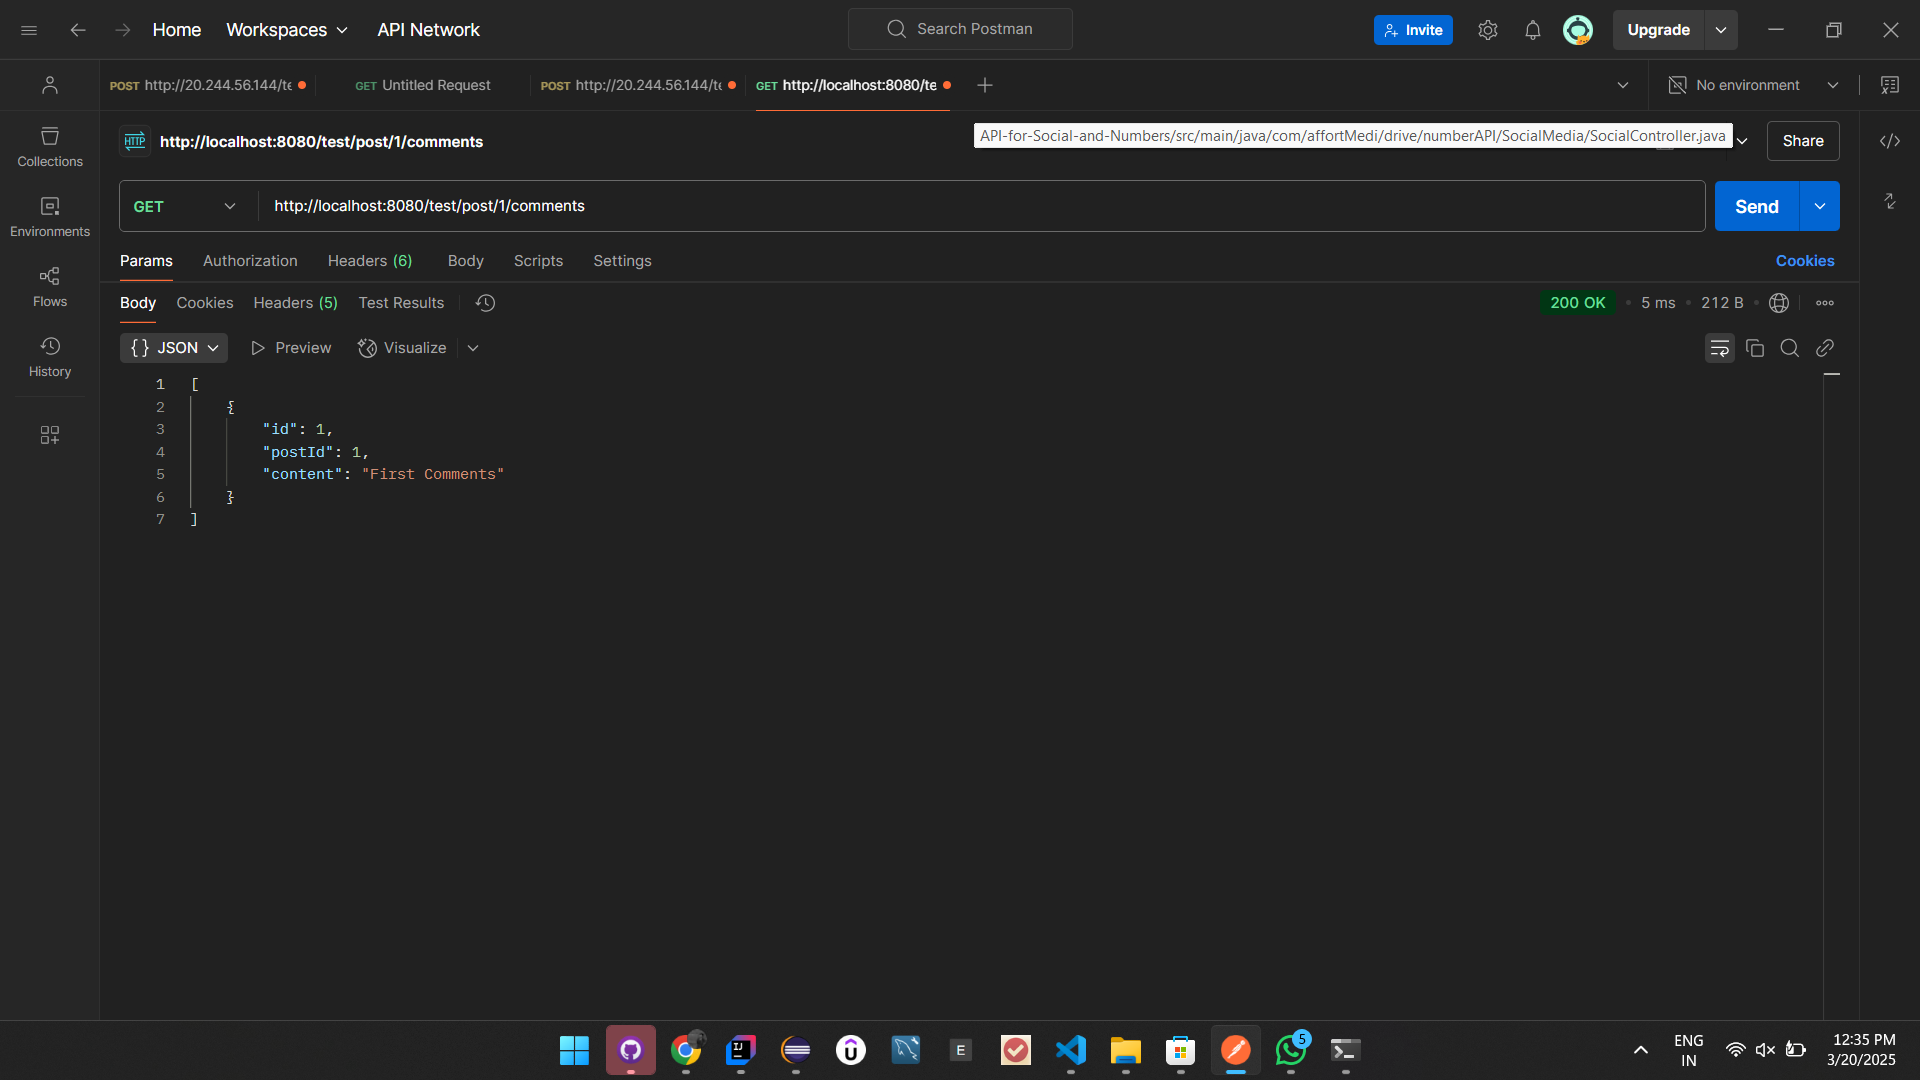 Home Workspaces API Network
Search Postman
Invite
Upgrade
POST http://20.244.56.144/te
GET Untitled Request
POST http://20.244.56.144/te
GET http://localhost:8080/te
No environment
Collections
Environments
Flows
History
HTTP http://localhost:8080/test/post/1/comments
API-for-Social-and-Numbers/src/main/java/com/affortMedi/drive/numberAPI/SocialMedia/SocialController.java
Share
GET http://localhost:8080/test/post/1/comments
Send
Params Authorization Headers (6) Body Scripts Settings
Cookies
Body Cookies Headers (5) Test Results
200 OK • 5 ms • 212 B •
{} JSON Preview Visualize
1 [
2 {
3 "id": 1,
4 "postId": 1,
5 "content": "First Comments"
6 }
7 ]
IJ
E
5
ENG
IN
12:35 PM
3/20/2025